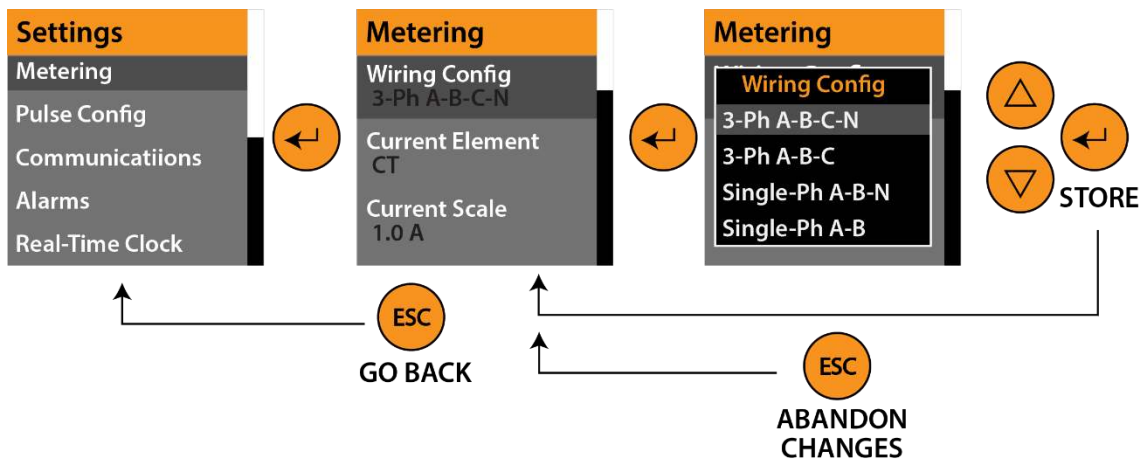 Settings
Metering
Pulse Config
Communicatiions
Alarms
Real-Time Clock
Metering
Wiring Config
3-Ph A-B-C-N
Current Element
CT
Current Scale
1.0 A
Metering
Wiring Config
3-Ph A-B-C-N
3-Ph A-B-C
Single-Ph A-B-N
Single-Ph A-B
STORE
ESC
GO BACK
ESC
ABANDON
CHANGES